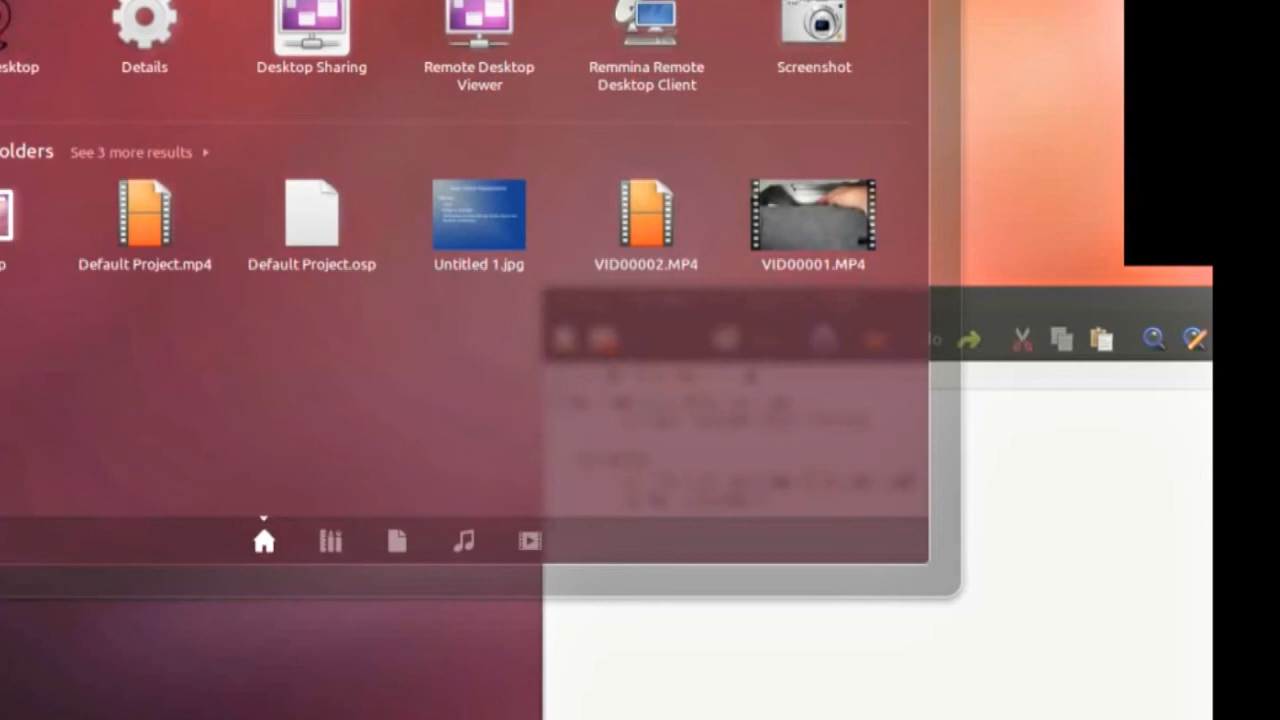 esktop
Details
Desktop Sharing
Remote Desktop
Viewer
Remmina Remote
Desktop Client
Screenshot
olders See 3 more results
p
Default Project.mp4
Default Project.osp
Untitled 1.jpg
VID00002.MP4
VID00001.MP4